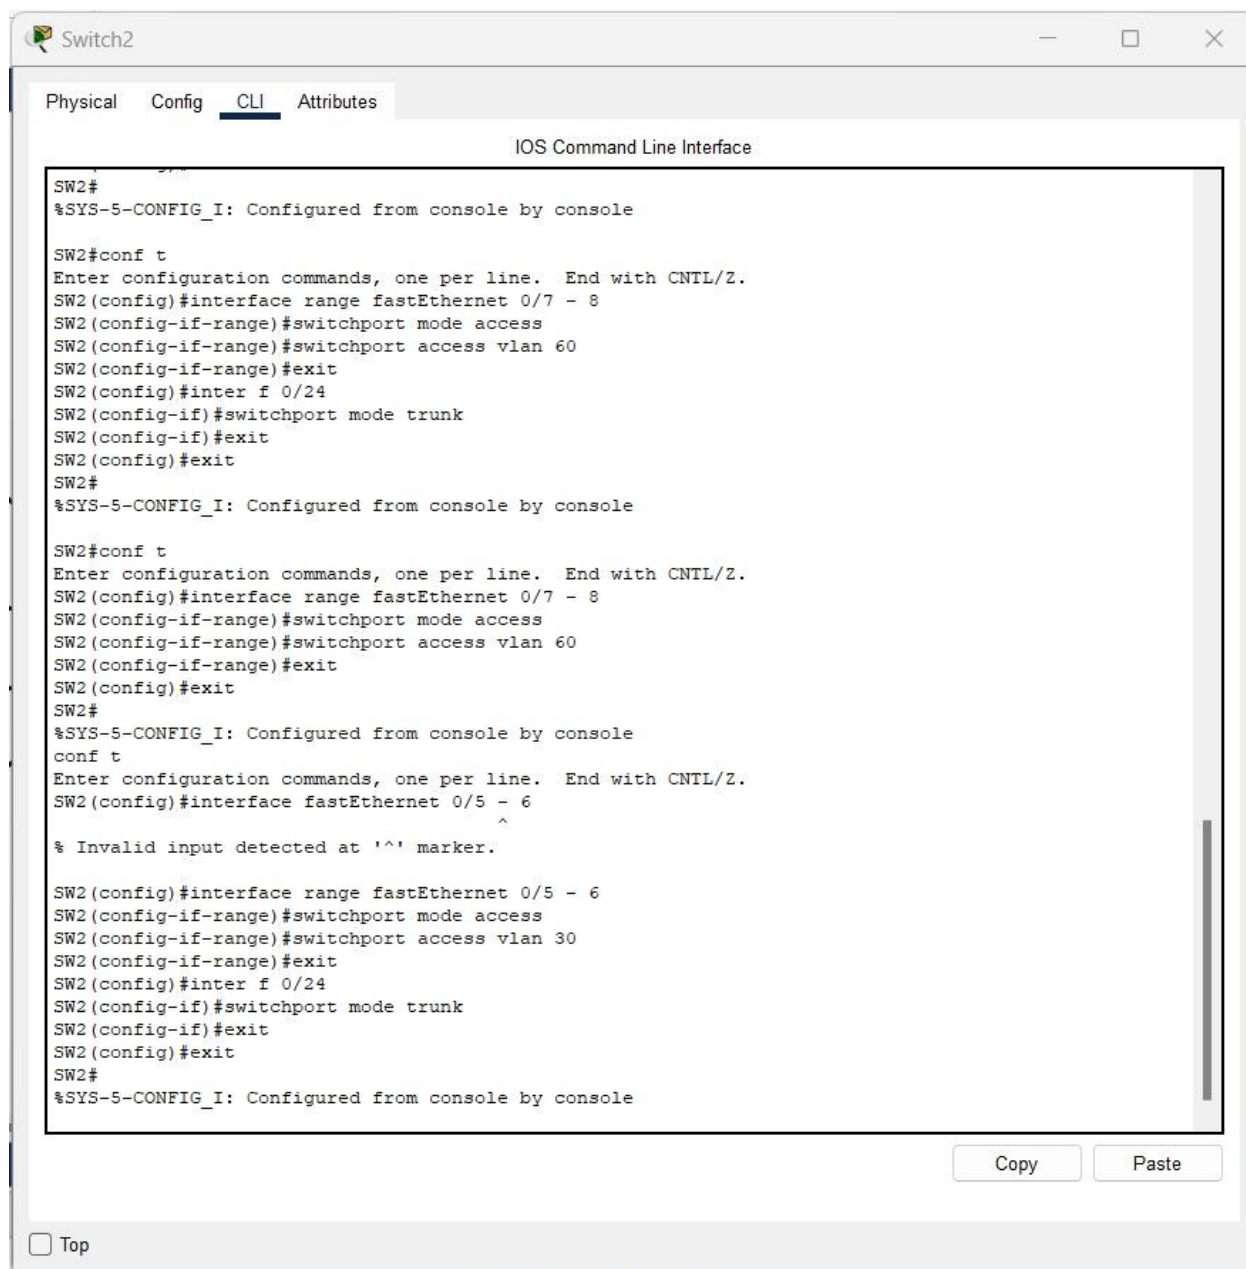 Switch2
Physical Config CLI Attributes
IOS Command Line Interface
SW2#
%SYS-5-CONFIG_I: Configured from console by console
SW2#conf t
Enter configuration commands, one per line.  End with CNTL/Z.
SW2(config)#interface range fastEthernet 0/7 - 8
SW2(config-if-range)#switchport mode access
SW2(config-if-range)#switchport access vlan 60
SW2(config-if-range)#exit
SW2(config)#inter f 0/24
SW2(config-if)#switchport mode trunk
SW2(config-if)#exit
SW2(config)#exit
SW2#
%SYS-5-CONFIG_I: Configured from console by console
SW2#conf t
Enter configuration commands, one per line.  End with CNTL/Z.
SW2(config)#interface range fastEthernet 0/7 - 8
SW2(config-if-range)#switchport mode access
SW2(config-if-range)#switchport access vlan 60
SW2(config-if-range)#exit
SW2(config)#exit
SW2#
%SYS-5-CONFIG_I: Configured from console by console
conf t
Enter configuration commands, one per line.  End with CNTL/Z.
SW2(config)#interface fastEthernet 0/5 - 6
^
% Invalid input detected at '^' marker.
SW2(config)#interface range fastEthernet 0/5 - 6
SW2(config-if-range)#switchport mode access
SW2(config-if-range)#switchport access vlan 30
SW2(config-if-range)#exit
SW2(config)#inter f 0/24
SW2(config-if)#switchport mode trunk
SW2(config-if)#exit
SW2(config)#exit
SW2#
%SYS-5-CONFIG_I: Configured from console by console
Copy Paste
Top